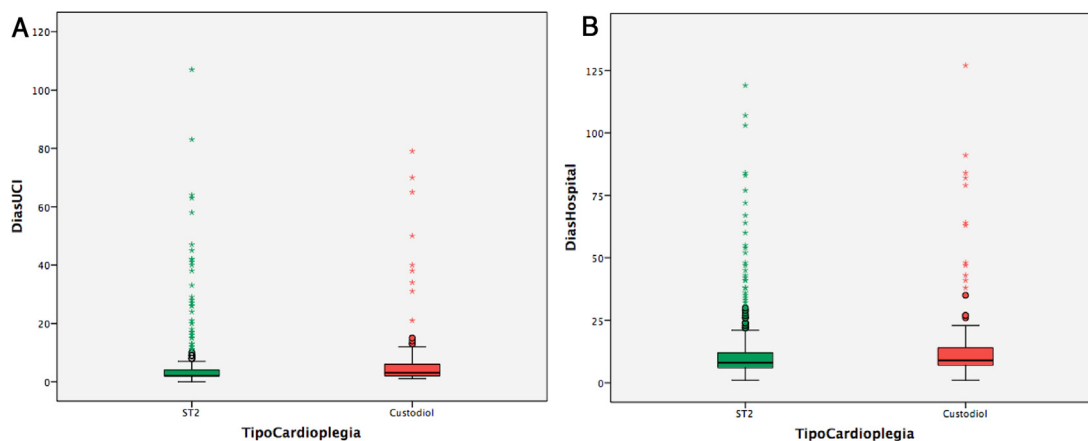 A
120
100
80
60
40
20
0
DiasUCI
ST2
Custodiol
TipoCardioplegia
B
125
100
75
50
25
0
DiasHospital
ST2
Custodiol
TipoCardioplegia